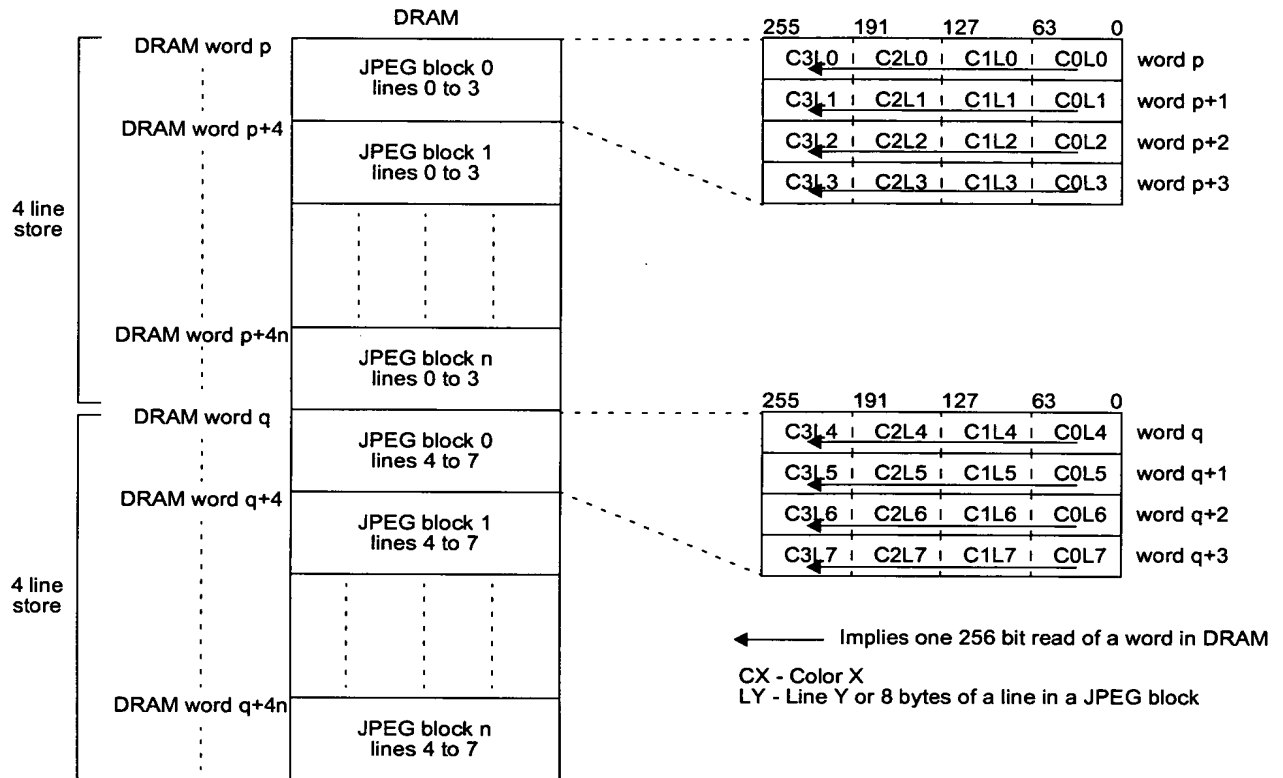 DRAM
DRAM word p
JPEG block 0
lines 0 to 3
DRAM word p+4
JPEG block 1
lines 0 to 3
4 line
store
DRAM word p+4n
JPEG block n
lines 0 to 3
DRAM word q
JPEG block 0
lines 4 to 7
DRAM word q+4
JPEG block 1
lines 4 to 7
4 line
store
DRAM word q+4n
JPEG block n
lines 4 to 7
255 191 127 63 0
C3L0 C2L0 C1L0 C0L0 word p
C3L1 C2L1 C1L1 C0L1 word p+1
C3L2 C2L2 C1L2 C0L2 word p+2
C3L3 C2L3 C1L3 C0L3 word p+3
255 191 127 63 0
C3L4 C2L4 C1L4 C0L4 word q
C3L5 C2L5 C1L5 C0L5 word q+1
C3L6 C2L6 C1L6 C0L6 word q+2
C3L7 C2L7 C1L7 C0L7 word q+3
Implies one 256 bit read of a word in DRAM
CX - Color X
LY - Line Y or 8 bytes of a line in a JPEG block